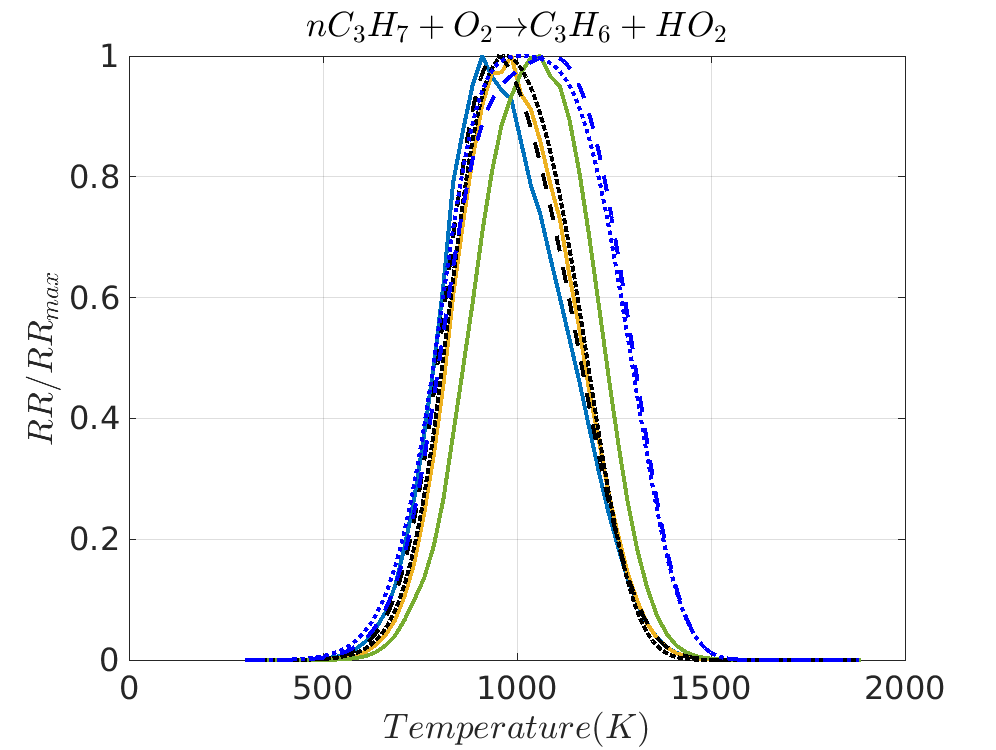 nC₃H₇ + O₂→C₃H₆ + HO₂
1
0.8
0.6
0.4
0.2
0
RR/RRₘₐₓ
0 500 1000 1500 2000
Temperature(K)